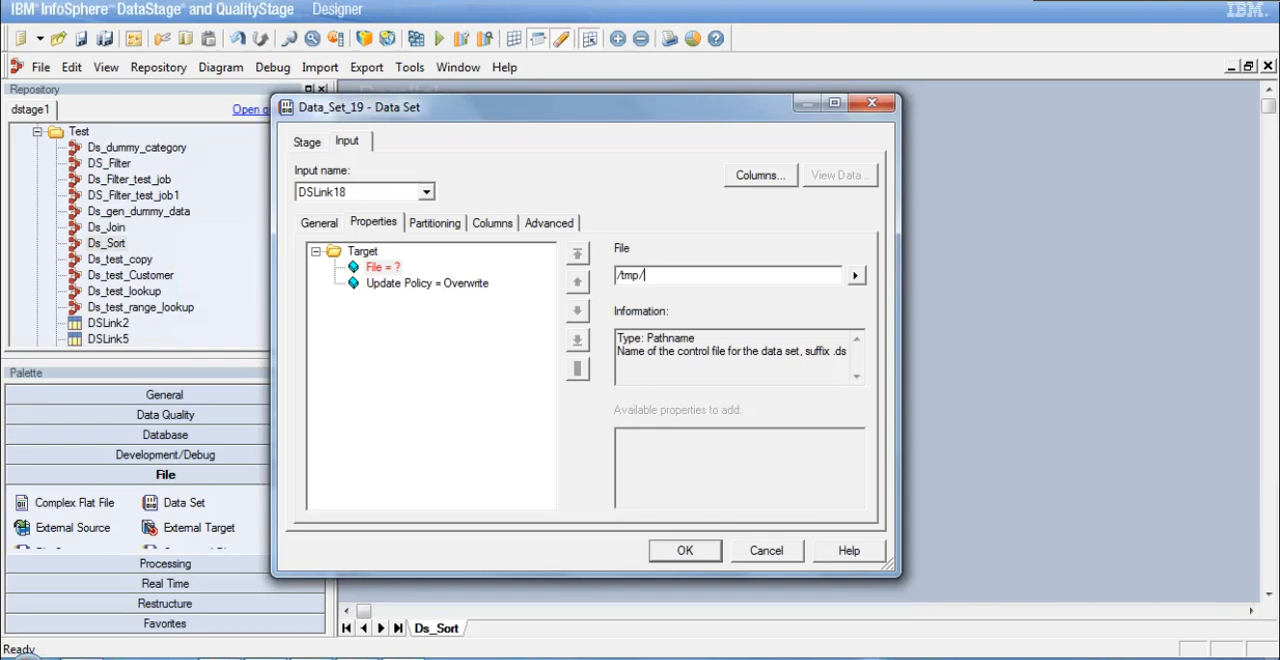 IBM® InfoSphere™ DataStage® and QualityStage Designer
IBM.
File Edit View Repository Diagram Debug Import Export Tools Window Help
Repository
dstage1
Open
Test
Ds_dummy_category
DS_Filter
Ds_Filter_test_job
DS_Filter_test_job1
Ds_gen_dummy_data
Ds_Join
Ds_Sort
Ds_test_copy
Ds_test_Customer
Ds_test_lookup
Ds_test_range_lookup
DSLink2
DSLink5
Palette
General
Data Quality
Database
Development/Debug
File
Complex Flat File
Data Set
External Source
External Target
Processing
Real Time
Restructure
Favorites
Data_Set_19 - Data Set
Stage Input
Input name:
DSLink18
Columns...
View Data...
General Properties Partitioning Columns Advanced
Target
File = ?
Update Policy = Overwrite
File
/tmp/
Information:
Type: Pathname
Name of the control file for the data set, suffix .ds
Available properties to add:
OK
Cancel
Help
Ds_Sort
Ready